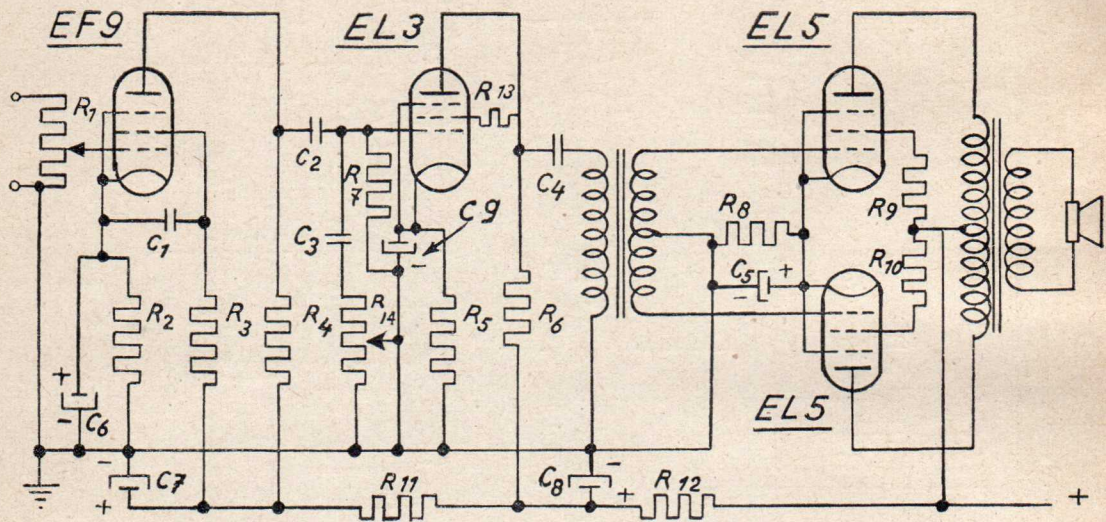 EF9
EL3
EL5
R1
R13
C2
C4
R7
C9
R8
R9
C1
C3
C5
R10
+
-
R2
R3
R4
R14
R5
R6
+
-
C6
EL5
-
C7
+
R11
C8
-
+
R12
+
-